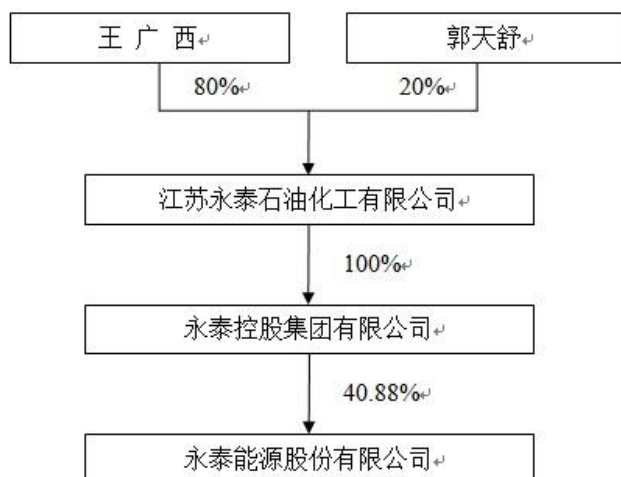 王 广 西
郭天舒
80%
20%
江苏永泰石油化工有限公司
100%
永泰控股集团有限公司
40.88%
永泰能源股份有限公司